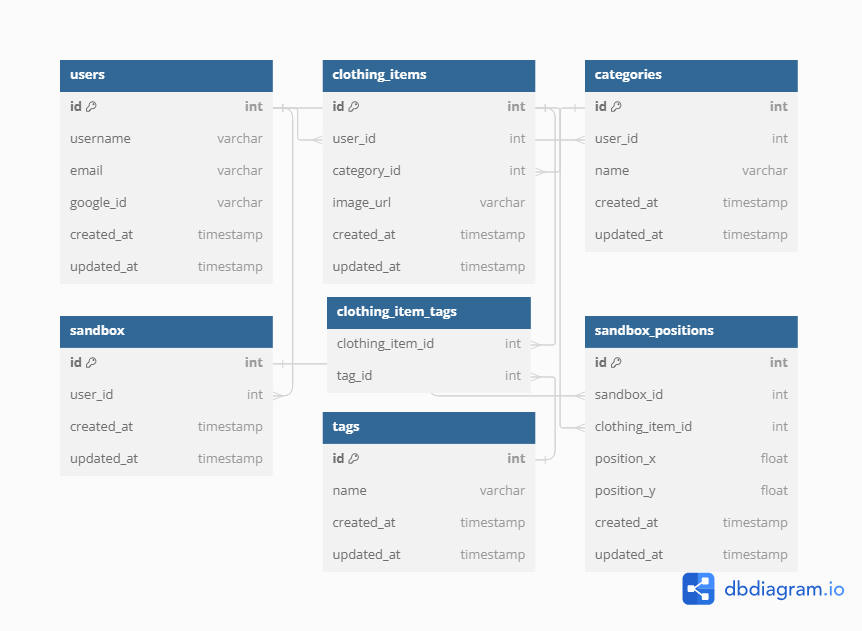 users
id int
username varchar
email varchar
google_id varchar
created_at timestamp
updated_at timestamp
clothing_items
id int
user_id int
category_id int
image_url varchar
created_at timestamp
updated_at timestamp
categories
id int
user_id int
name varchar
created_at timestamp
updated_at timestamp
sandbox
id int
user_id int
created_at timestamp
updated_at timestamp
clothing_item_tags
clothing_item_id int
tag_id int
tags
id int
name varchar
created_at timestamp
updated_at timestamp
sandbox_positions
id int
sandbox_id int
clothing_item_id int
position_x float
position_y float
created_at timestamp
updated_at timestamp
dbdiagram.io